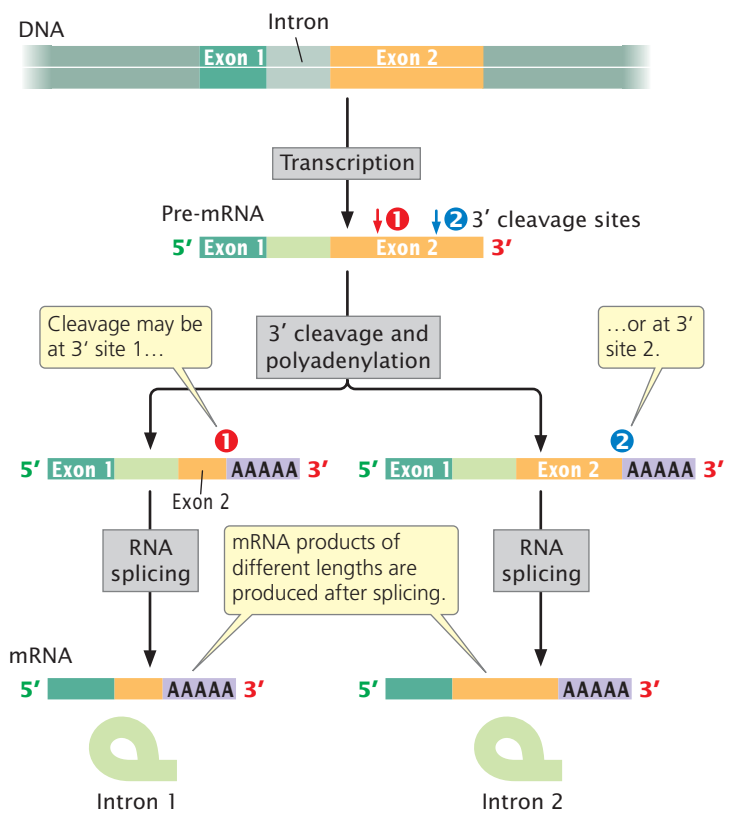 DNA
Intron
Exon 1
Exon 2
Transcription
Pre-mRNA
1
2 3′ cleavage sites
5′ Exon 1 Exon 2 3′
Cleavage may be
at 3′ site 1…
3′ cleavage and
polyadenylation
…or at 3′
site 2.
1
5′ Exon 1 AAAAA 3′
Exon 2
2
5′ Exon 1 Exon 2 AAAAA 3′
RNA
splicing
mRNA products of
different lengths are
produced after splicing.
RNA
splicing
mRNA
5′ AAAAA 3′
5′ AAAAA 3′
Intron 1
Intron 2